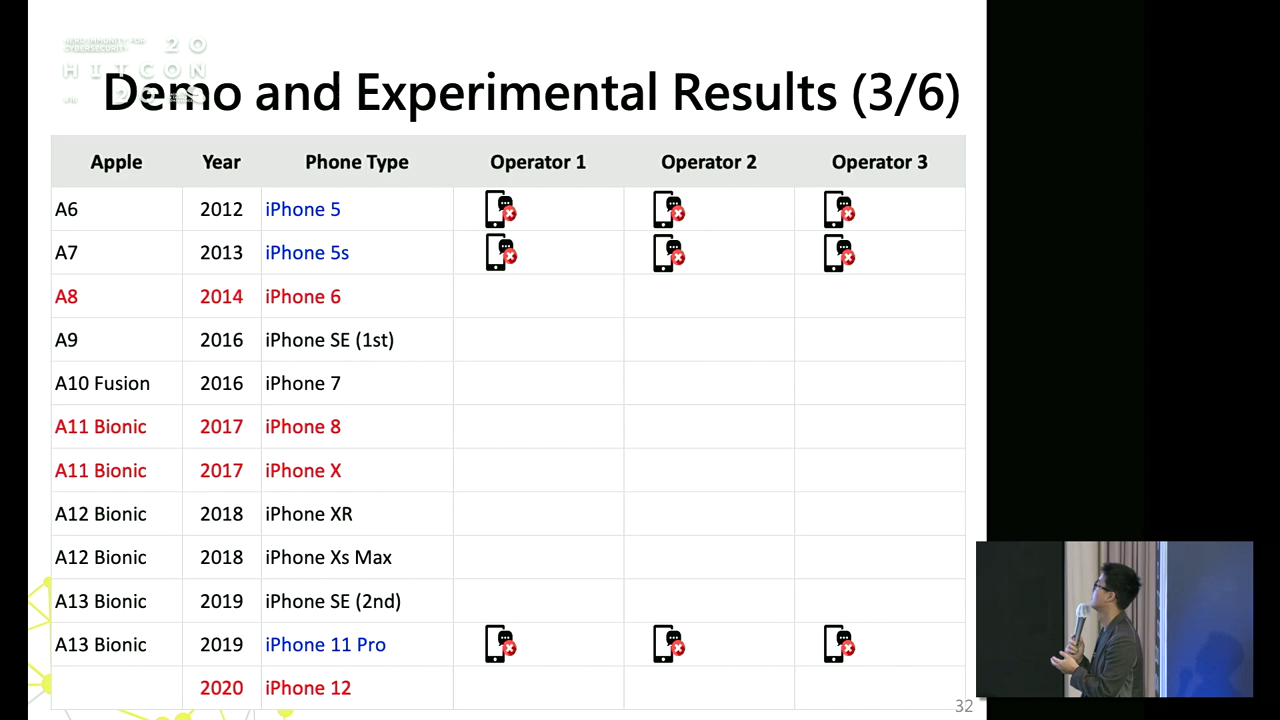 20
HITCON
Demo and Experimental Results (3/6)
Apple Year Phone Type Operator 1 Operator 2 Operator 3
A6 2012 iPhone 5
A7 2013 iPhone 5s
A8 2014 iPhone 6
A9 2016 iPhone SE (1st)
A10 Fusion 2016 iPhone 7
A11 Bionic 2017 iPhone 8
A11 Bionic 2017 iPhone X
A12 Bionic 2018 iPhone XR
A12 Bionic 2018 iPhone Xs Max
A13 Bionic 2019 iPhone SE (2nd)
A13 Bionic 2019 iPhone 11 Pro
2020 iPhone 12
32